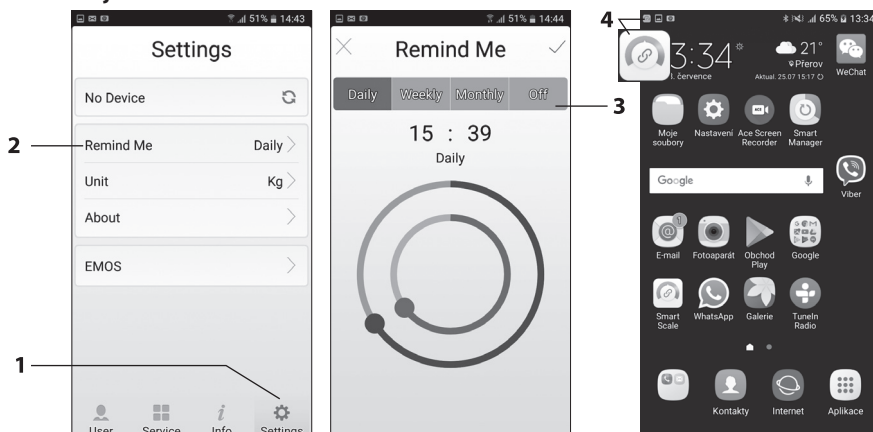 51% 14:43
Settings
No Device
2
Remind Me Daily
Unit Kg
About
EMOS
1
User Service Info Settings
51% 14:44
Remind Me
Daily Weekly Monthly Off
3
15 : 39
Daily
4
65% 13:34
3:34
21°
Přerov
července
Aktual. 25.07 15:17
WeChat
Moje soubory
Nastavení
Ace Screen Recorder
Smart Manager
Google
Viber
1
E-mail
Fotoaparát
Obchod Play
Google
Smart Scale
WhatsApp
Galerie
TuneIn Radio
Kontakty
Internet
Aplikace